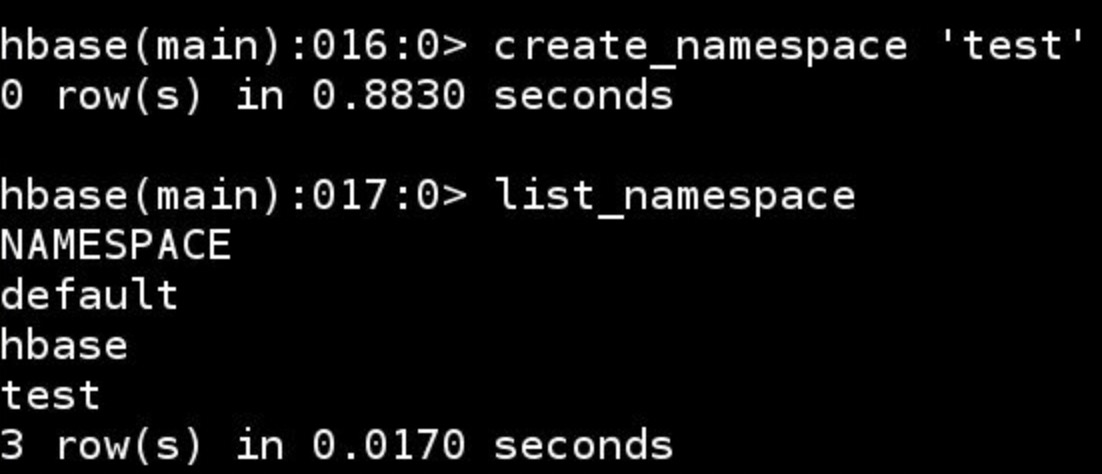 hbase(main):016:0> create_namespace 'test'
0 row(s) in 0.8830 seconds
hbase(main):017:0> list_namespace
NAMESPACE
default
hbase
test
3 row(s) in 0.0170 seconds